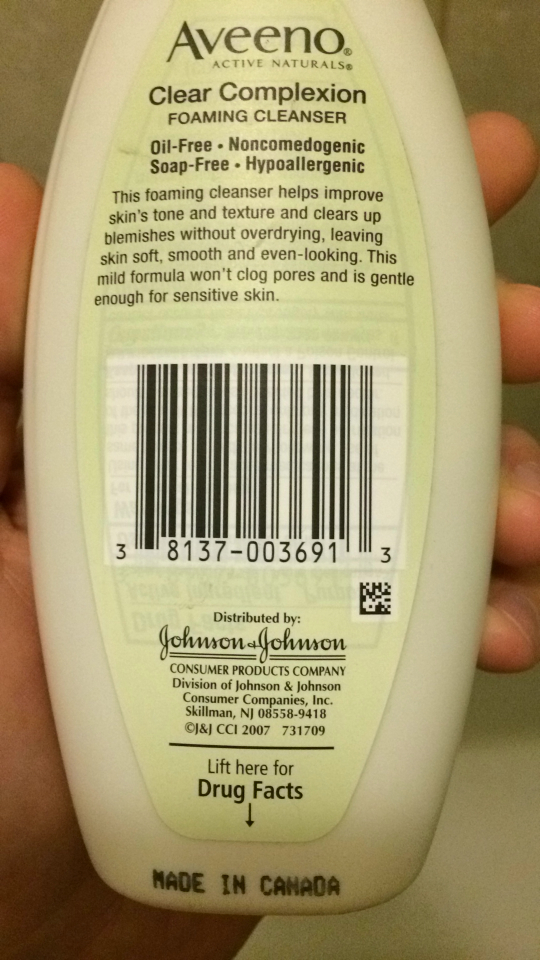 Aveeno®
ACTIVE NATURALS®
Clear Complexion
FOAMING CLEANSER
Oil-Free • Noncomedogenic
Soap-Free • Hypoallergenic
This foaming cleanser helps improve
skin's tone and texture and clears up
blemishes without overdrying, leaving
skin soft, smooth and even-looking. This
mild formula won't clog pores and is gentle
enough for sensitive skin.
3 8137-003691 3
Distributed by:
Johnson & Johnson
CONSUMER PRODUCTS COMPANY
Division of Johnson & Johnson
Consumer Companies, Inc.
Skillman, NJ 08558-9418
©J&J CCI 2007 731709
Lift here for
Drug Facts
MADE IN CANADA